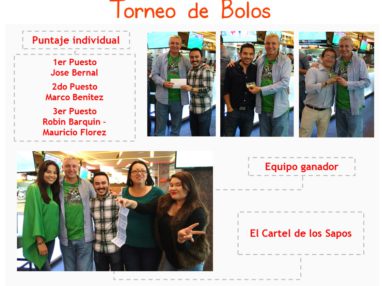 Torneo de Bolos
Puntaje individual
1er Puesto
Jose Bernal
2do Puesto
Marco Benitez
3er Puesto
Robin Barquin -
Mauricio Florez
Equipo ganador
El Cartel de los Sapos